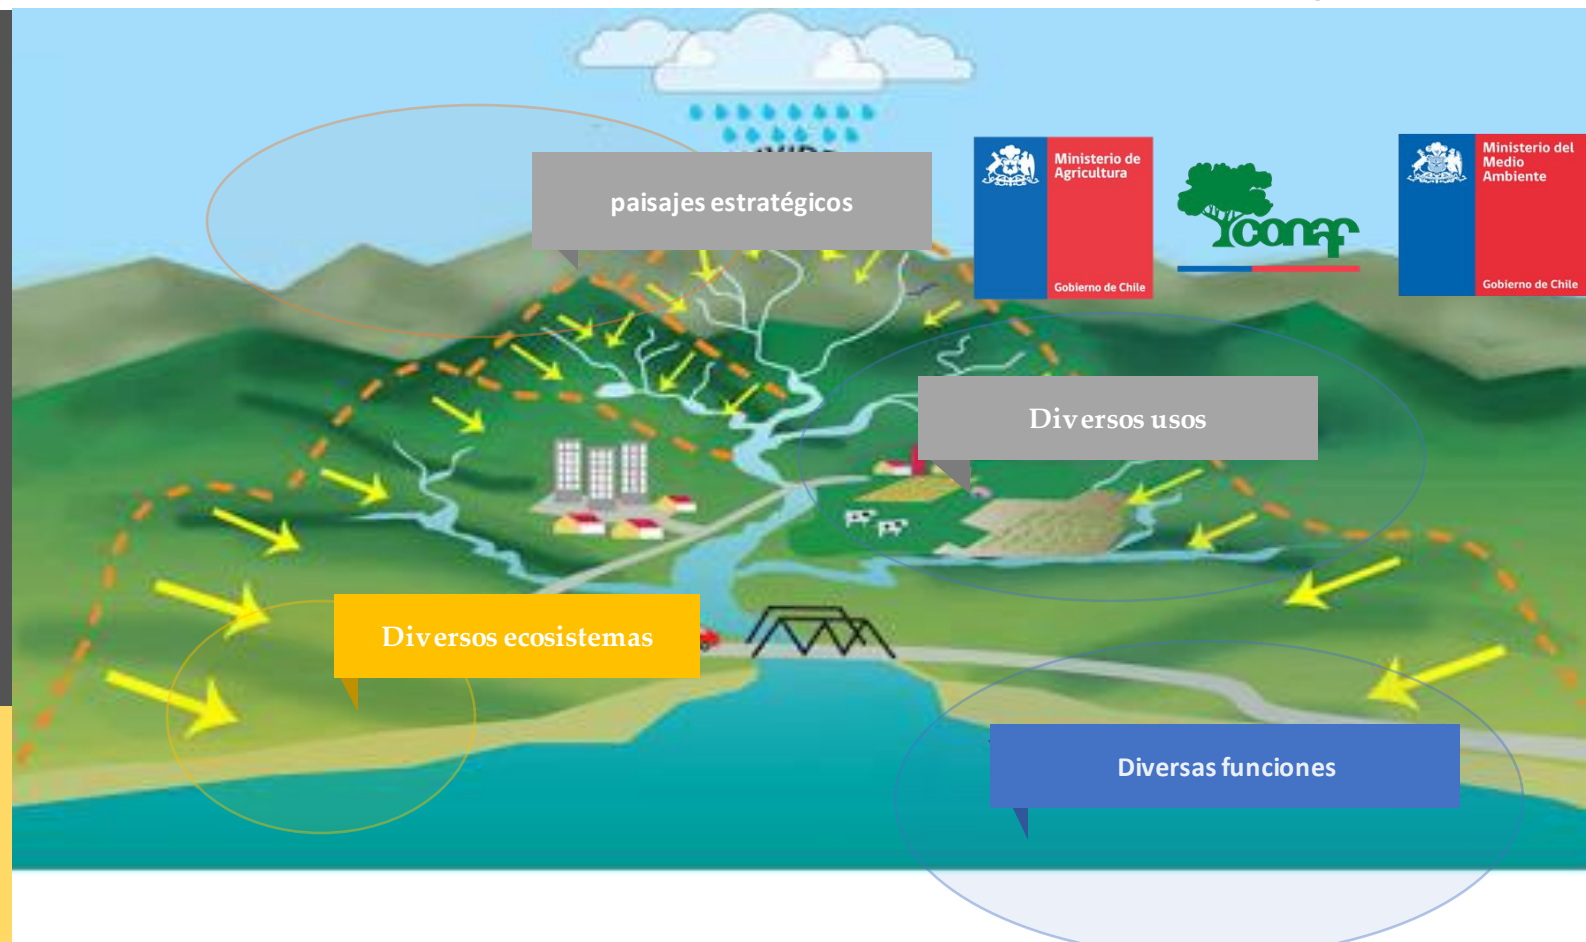 paisajes estratégicos
Ministerio de
Agricultura
Gobierno de Chile
conaf
Ministerio del
Medio
Ambiente
Gobierno de Chile
Diversos usos
Diversos ecosistemas
Diversas funciones